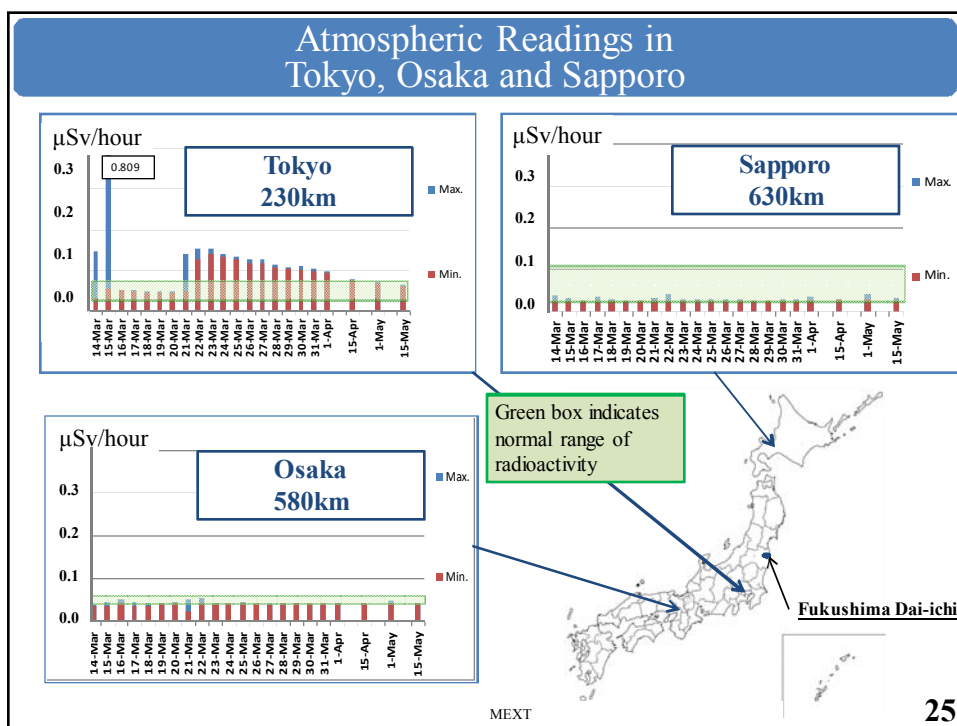 Atmospheric Readings in
Tokyo, Osaka and Sapporo
μSv/hour
0.3
0.2
0.1
0.0
0.809
Tokyo
230km
Max.
Min.
14-Mar
15-Mar
16-Mar
17-Mar
18-Mar
19-Mar
20-Mar
21-Mar
22-Mar
23-Mar
24-Mar
25-Mar
26-Mar
27-Mar
28-Mar
29-Mar
30-Mar
31-Mar
1-Apr
15-Apr
1-May
15-May
μSv/hour
0.3
0.2
0.1
0.0
Sapporo
630km
Max.
Min.
14-Mar
15-Mar
16-Mar
17-Mar
18-Mar
19-Mar
20-Mar
21-Mar
22-Mar
23-Mar
24-Mar
25-Mar
26-Mar
27-Mar
28-Mar
29-Mar
30-Mar
31-Mar
1-Apr
15-Apr
1-May
15-May
Green box indicates
normal range of
radioactivity
μSv/hour
0.3
0.2
0.1
0.0
Osaka
580km
Max.
Min.
14-Mar
15-Mar
16-Mar
17-Mar
18-Mar
19-Mar
20-Mar
21-Mar
22-Mar
23-Mar
24-Mar
25-Mar
26-Mar
27-Mar
28-Mar
29-Mar
30-Mar
31-Mar
1-Apr
15-Apr
1-May
15-May
Fukushima Dai-ichi
MEXT
25